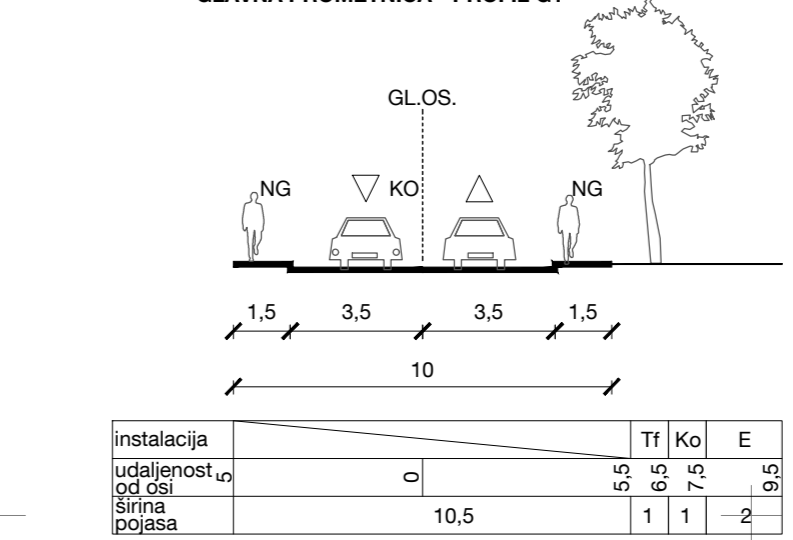 GL.OS.
NG KO NG
1,5 3,5 3,5 1,5
10
instalacija Tf Ko E
udaljenost od osi 5 0 5,5 6,5 7,5 9,5
širina pojasa 10,5 1 1 2